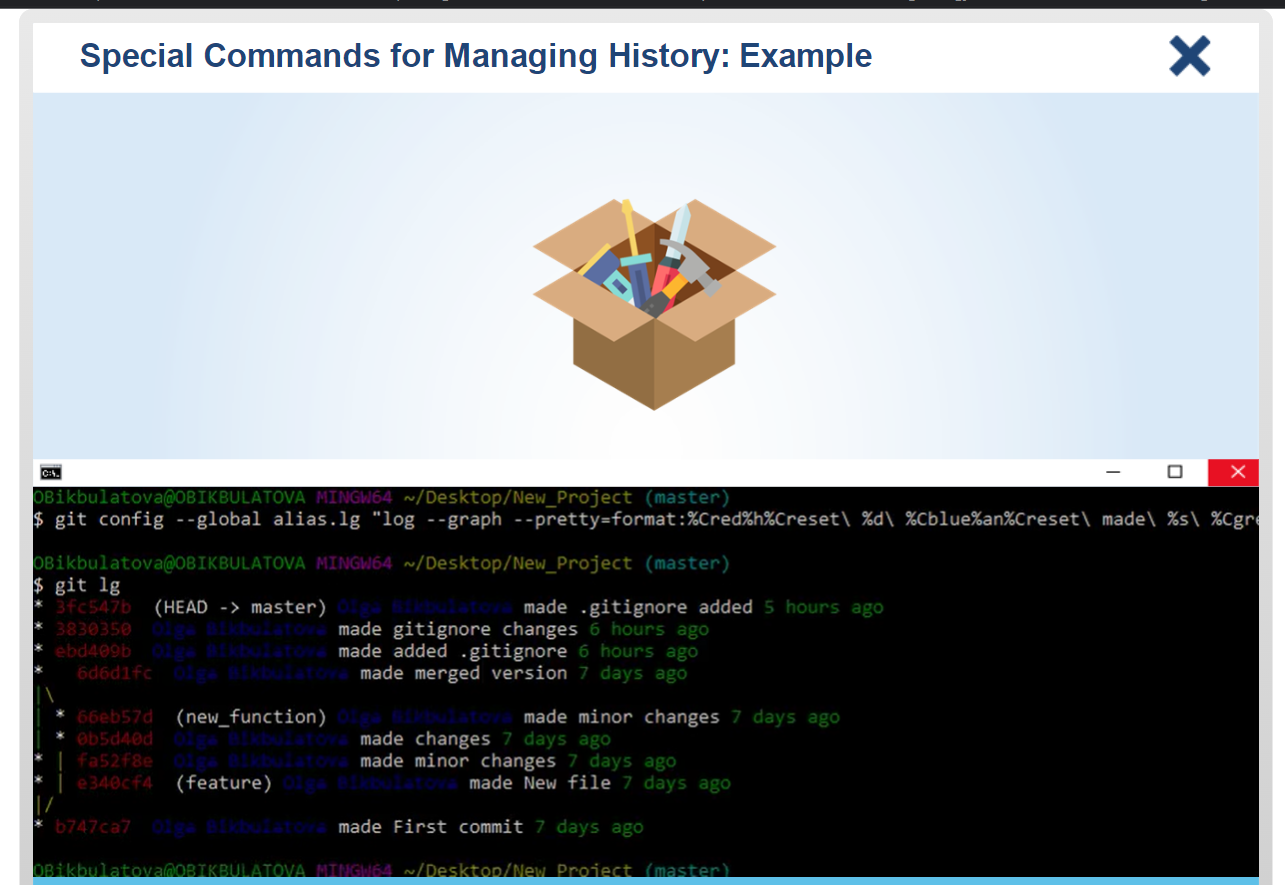 Special Commands for Managing History: Example
C:\.
OBikbulatova@OBIKBULATOVA MINGW64 ~/Desktop/New_Project (master)
$ git config --global alias.lg "log --graph --pretty=format:%Cred%h%Creset\ %d\ %Cblue%an%Creset\ made\ %s\ %Cgre
OBikbulatova@OBIKBULATOVA MINGW64 ~/Desktop/New_Project (master)
$ git lg
* 3fc547b (HEAD -> master) Olga Bikbulatova made .gitignore added 5 hours ago
* 3830350 Olga Bikbulatova made gitignore changes 6 hours ago
* ebd409b Olga Bikbulatova made added .gitignore 6 hours ago
* 6d6d1fc Olga Bikbulatova made merged version 7 days ago
|\
| * 66eb57d (new_function) Olga Bikbulatova made minor changes 7 days ago
| * 0b5d40d Olga Bikbulatova made changes 7 days ago
* | fa52f8e Olga Bikbulatova made minor changes 7 days ago
* | e340cf4 (feature) Olga Bikbulatova made New file 7 days ago
|/
* b747ca7 Olga Bikbulatova made First commit 7 days ago
OBikbulatova@OBIKBULATOVA MINGW64 ~/Desktop/New_Project (master)